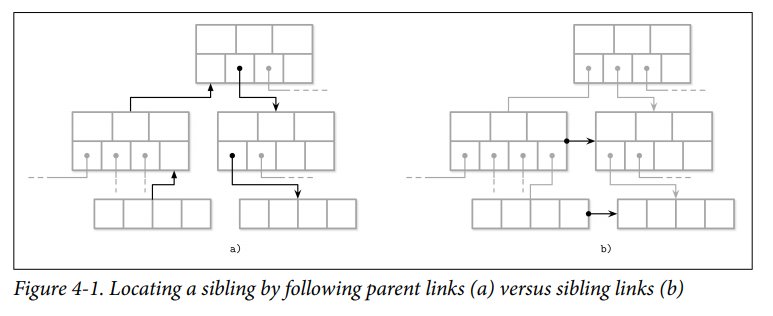 a)
b)
Figure 4-1. Locating a sibling by following parent links (a) versus sibling links (b)